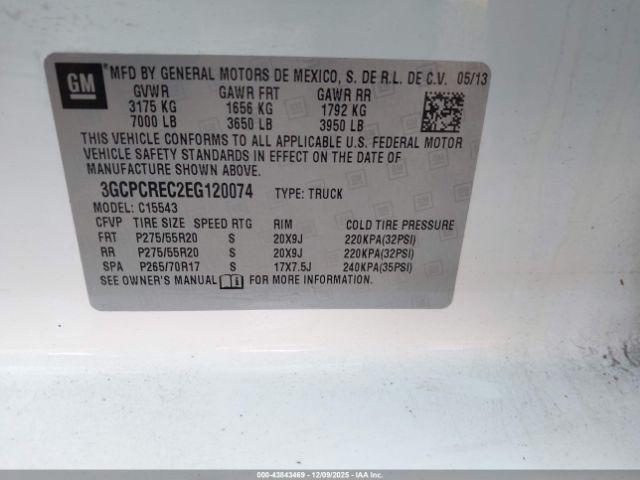 GM
MFD BY GENERAL MOTORS DE MEXICO, S. DE R.L. DE C.V. 05/13
GVWR GAWR FRT GAWR RR
3175 KG 1656 KG 1792 KG
7000 LB 3650 LB 3950 LB
THIS VEHICLE CONFORMS TO ALL APPLICABLE U.S. FEDERAL MOTOR
VEHICLE SAFETY STANDARDS IN EFFECT ON THE DATE OF
MANUFACTURE SHOWN ABOVE.
3GCPCREC2EG120074 TYPE: TRUCK
MODEL: C15543
CFVP TIRE SIZE SPEED RTG RIM COLD TIRE PRESSURE
FRT P275/55R20 S 20X9J 220KPA(32PSI)
RR P275/55R20 S 20X9J 220KPA(32PSI)
SPA P265/70R17 S 17X7.5J 240KPA(35PSI)
SEE OWNER'S MANUAL FOR MORE INFORMATION.
000-43843469 - 12/09/2025 - IAAI.CA